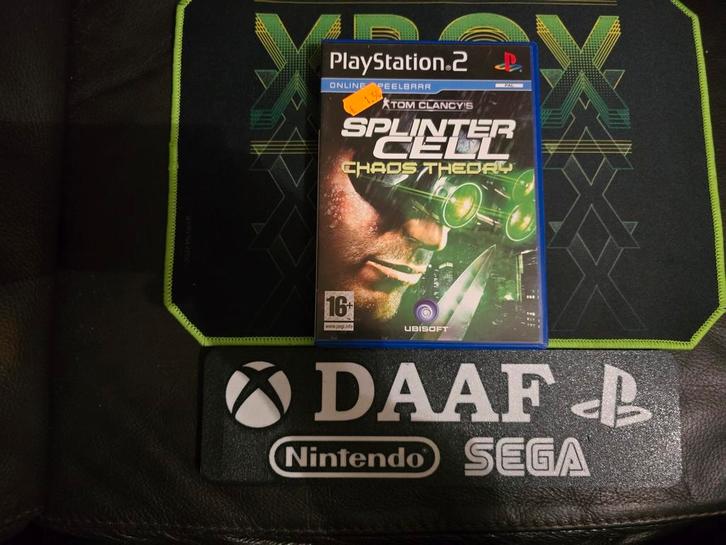 XBOX
PlayStation.2
ONLINE SPEELBAAR
PAL
TOM CLANCY'S
SPLINTER
CELL
CHAOS THEORY
16+
www.pegi.info
UBISOFT
DAAF
Nintendo
SEGA